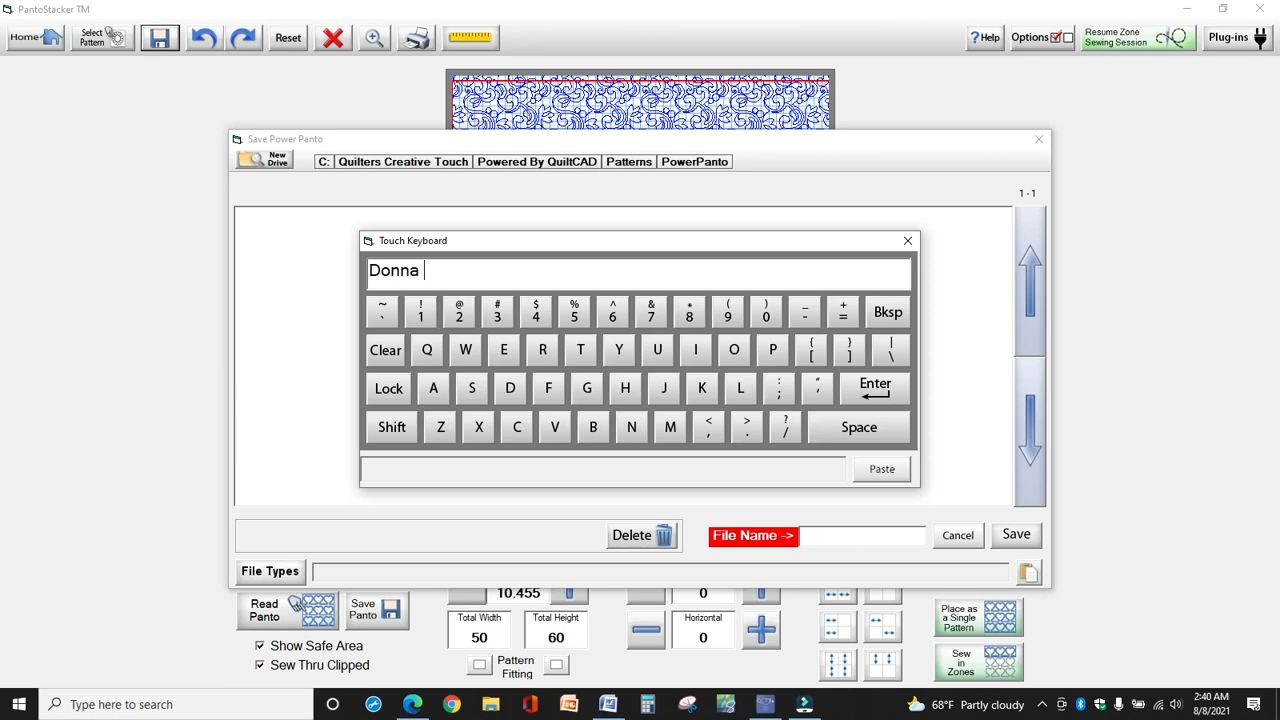 PantoStacker TM
Home
Select
Pattern
Reset
?Help
Options
Resume Zone
Sewing Session
Plug-ins
Save Power Panto
New
Drive
C: Quilters Creative Touch Powered By QuiltCAD Patterns PowerPanto
1 - 1
Touch Keyboard
Donna
~ ! @ # $ % ^ & * ( ) _ +
` 1 2 3 4 5 6 7 8 9 0 - = Bksp
Clear Q W E R T Y U I O P { [ } ] | \
Lock A S D F G H J K L : ; " ' Enter
Shift Z X C V B N M < , > . ? / Space
Paste
Delete
File Name ->
Cancel
Save
File Types
Read
Panto
Save
Panto
10.455
0
Total Width
50
Total Height
60
Horizontal
0
Place as
a Single
Pattern
Show Safe Area
Sew Thru Clipped
Pattern
Fitting
Sew
in
Zones
Type here to search
68°F Partly cloudy
2:40 AM
8/8/2021